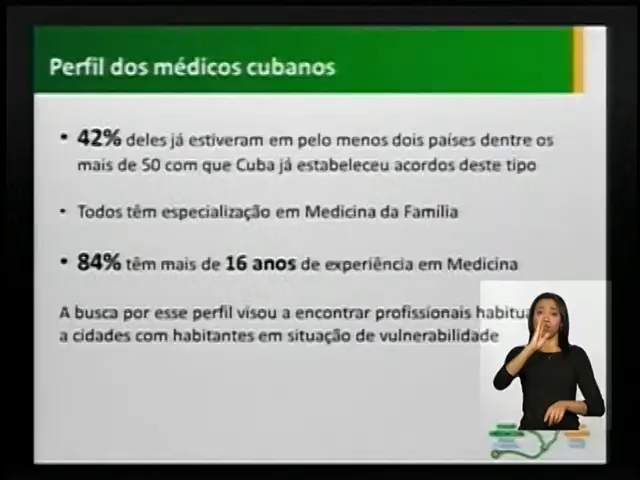 Perfil dos médicos cubanos
• 42% deles já estiveram em pelo menos dois países dentre os
mais de 50 com que Cuba já estabeleceu acordos deste tipo
• Todos têm especialização em Medicina da Família
• 84% têm mais de 16 anos de experiência em Medicina
A busca por esse perfil visou a encontrar profissionais
a cidades com habitantes em situação de vulnerabilidade